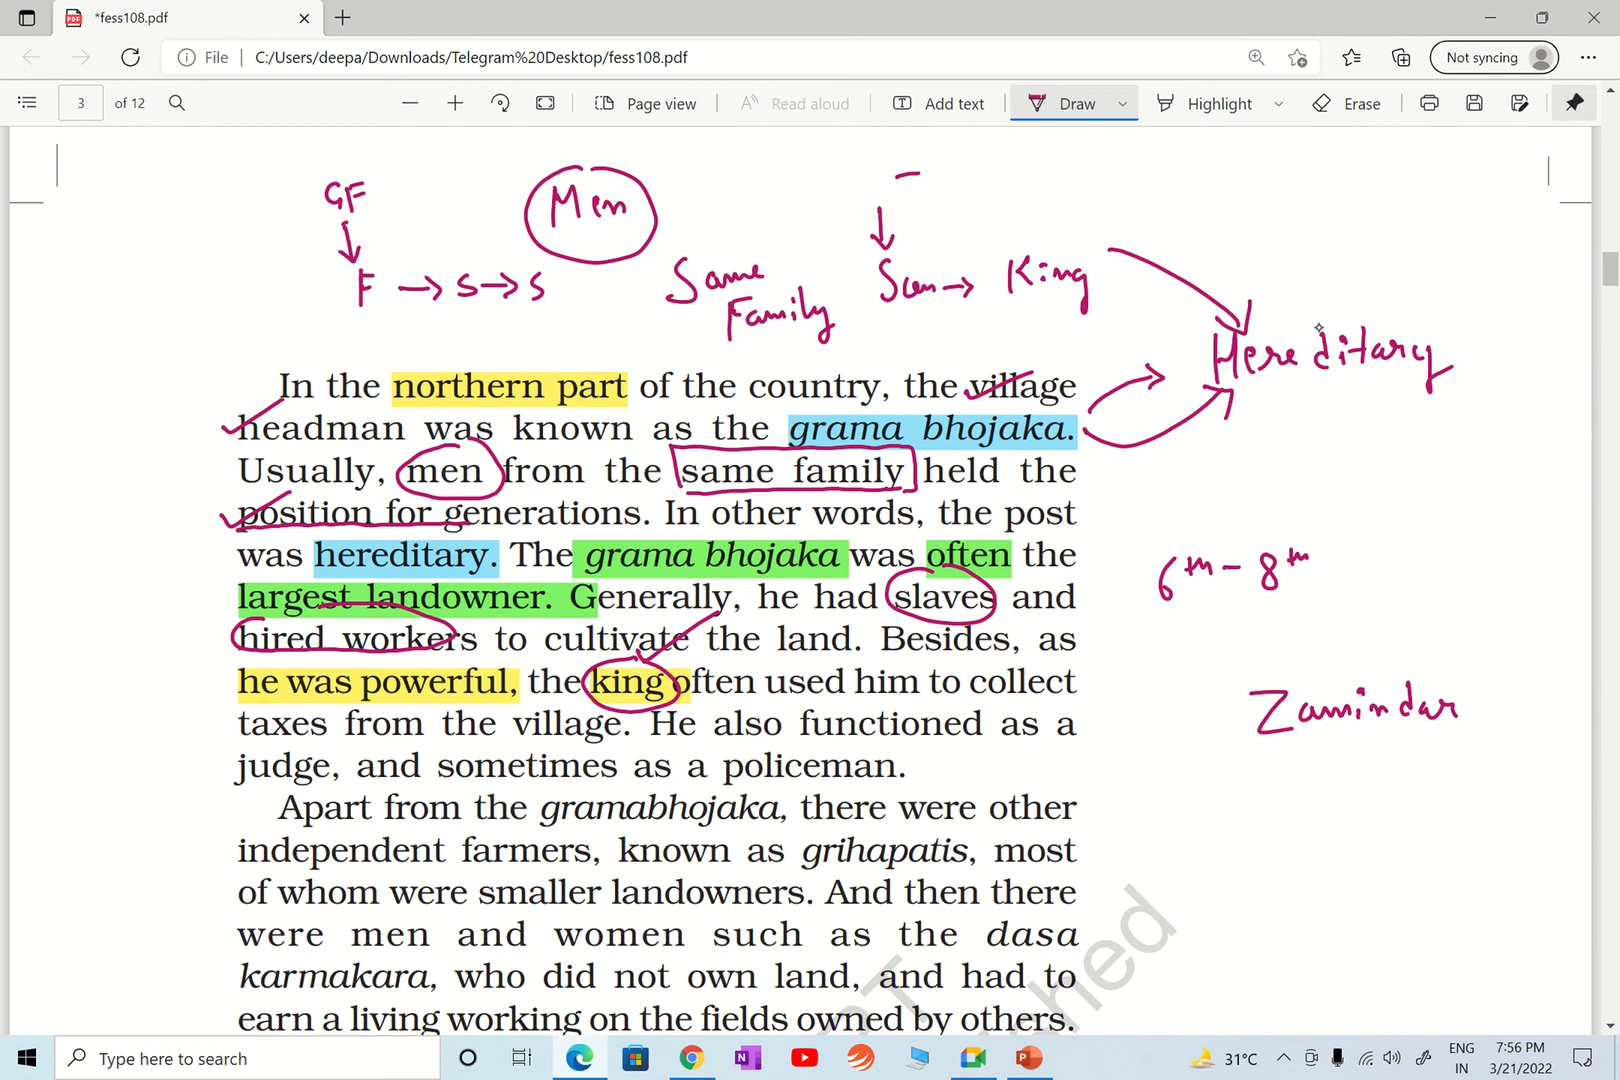 *fess108.pdf
File
C:/Users/deepa/Downloads/Telegram%20Desktop/fess108.pdf
Not syncing
3 of 12
Page view
Read aloud
Add text
Draw
Highlight
Erase
GF
Men
F → S → S
Same Family
Son → King
Hereditary
In the northern part of the country, the village
headman was known as the grama bhojaka.
Usually, men from the same family held the
position for generations. In other words, the post
was hereditary. The grama bhojaka was often the
largest landowner. Generally, he had slaves and
hired workers to cultivate the land. Besides, as
he was powerful, the king often used him to collect
taxes from the village. He also functioned as a
judge, and sometimes as a policeman.
6th - 8th
Zamindar
Apart from the gramabhojaka, there were other
independent farmers, known as grihapatis, most
of whom were smaller landowners. And then there
were men and women such as the dasa
karmakara, who did not own land, and had to
earn a living working on the fields owned by others.
Type here to search
31°C
ENG
IN
7:56 PM
3/21/2022